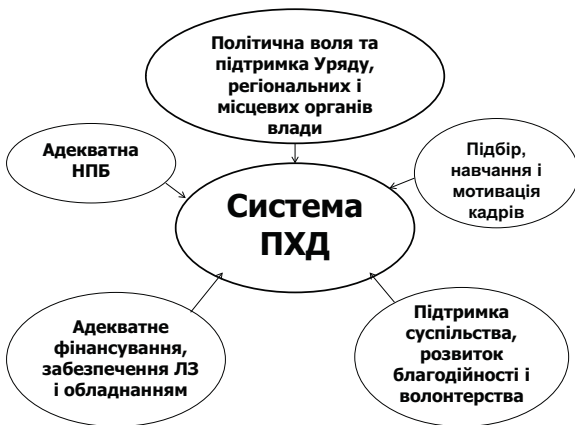 Політична воля та
підтримка Уряду,
регіональних і
місцевих органів
влади
Адекватна
НПБ
Підбір,
навчання і
мотивація
кадрів
Система
ПХД
Адекватне
фінансування,
забезпечення ЛЗ
і обладнанням
Підтримка
суспільства,
розвиток
благодійності і
волонтерства